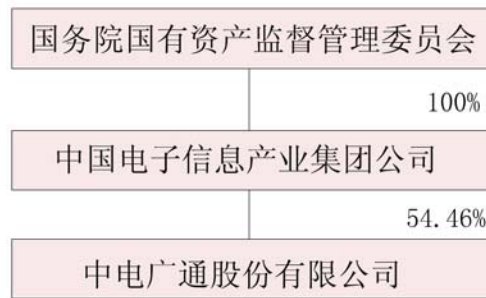 国务院国有资产监督管理委员会
100%
中国电子信息产业集团公司
54.46%
中电广通股份有限公司